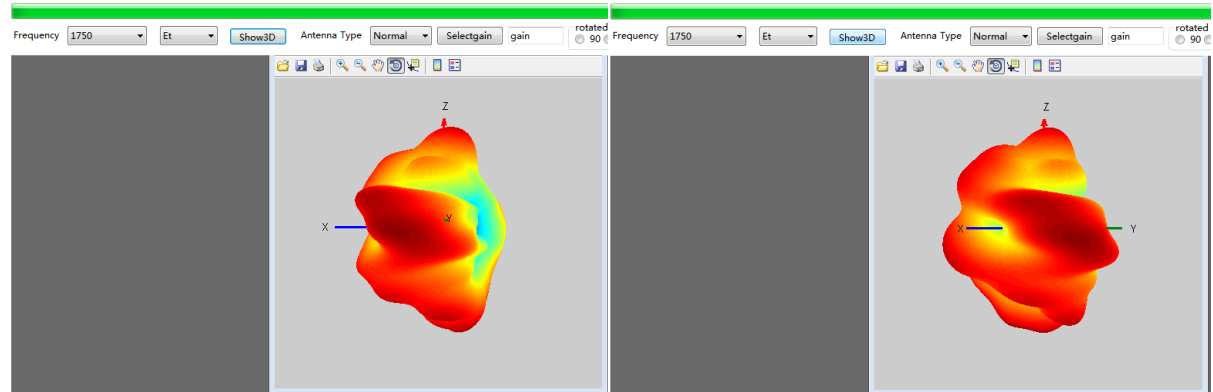 Frequency 1750 Et Show3D Antenna Type Normal Selectgain gain rotated 90
Z
X
Y
Frequency 1750 Et Show3D Antenna Type Normal Selectgain gain rotated 90
Z
X
Y